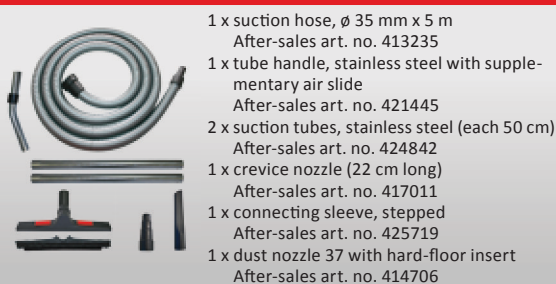 1 x suction hose, ø 35 mm x 5 m
After-sales art. no. 413235
1 x tube handle, stainless steel with supple-
mentary air slide
After-sales art. no. 421445
2 x suction tubes, stainless steel (each 50 cm)
After-sales art. no. 424842
1 x crevice nozzle (22 cm long)
After-sales art. no. 417011
1 x connecting sleeve, stepped
After-sales art. no. 425719
1 x dust nozzle 37 with hard-floor insert
After-sales art. no. 414706